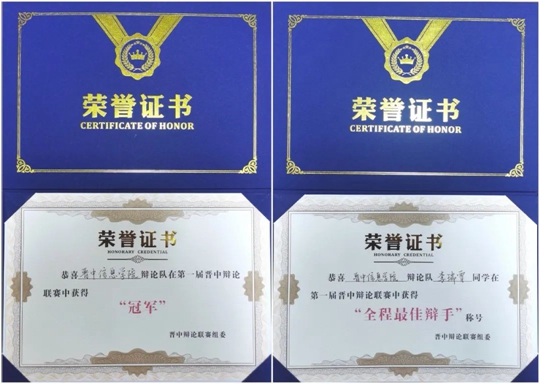 荣誉证书
CERTIFICATE OF HONOR
荣誉证书
HONORARY CREDENTIAL
恭喜 晋中信息学院 辩论队在第一届晋中辩论
联赛中获得
“冠军”
晋中辩论联赛组委
荣誉证书
CERTIFICATE OF HONOR
荣誉证书
HONORARY CREDENTIAL
恭喜 晋中信息学院 辩论队 李瑞雪 同学在
第一届晋中辩论联赛中获得
“全程最佳辩手”称号
晋中辩论联赛组委